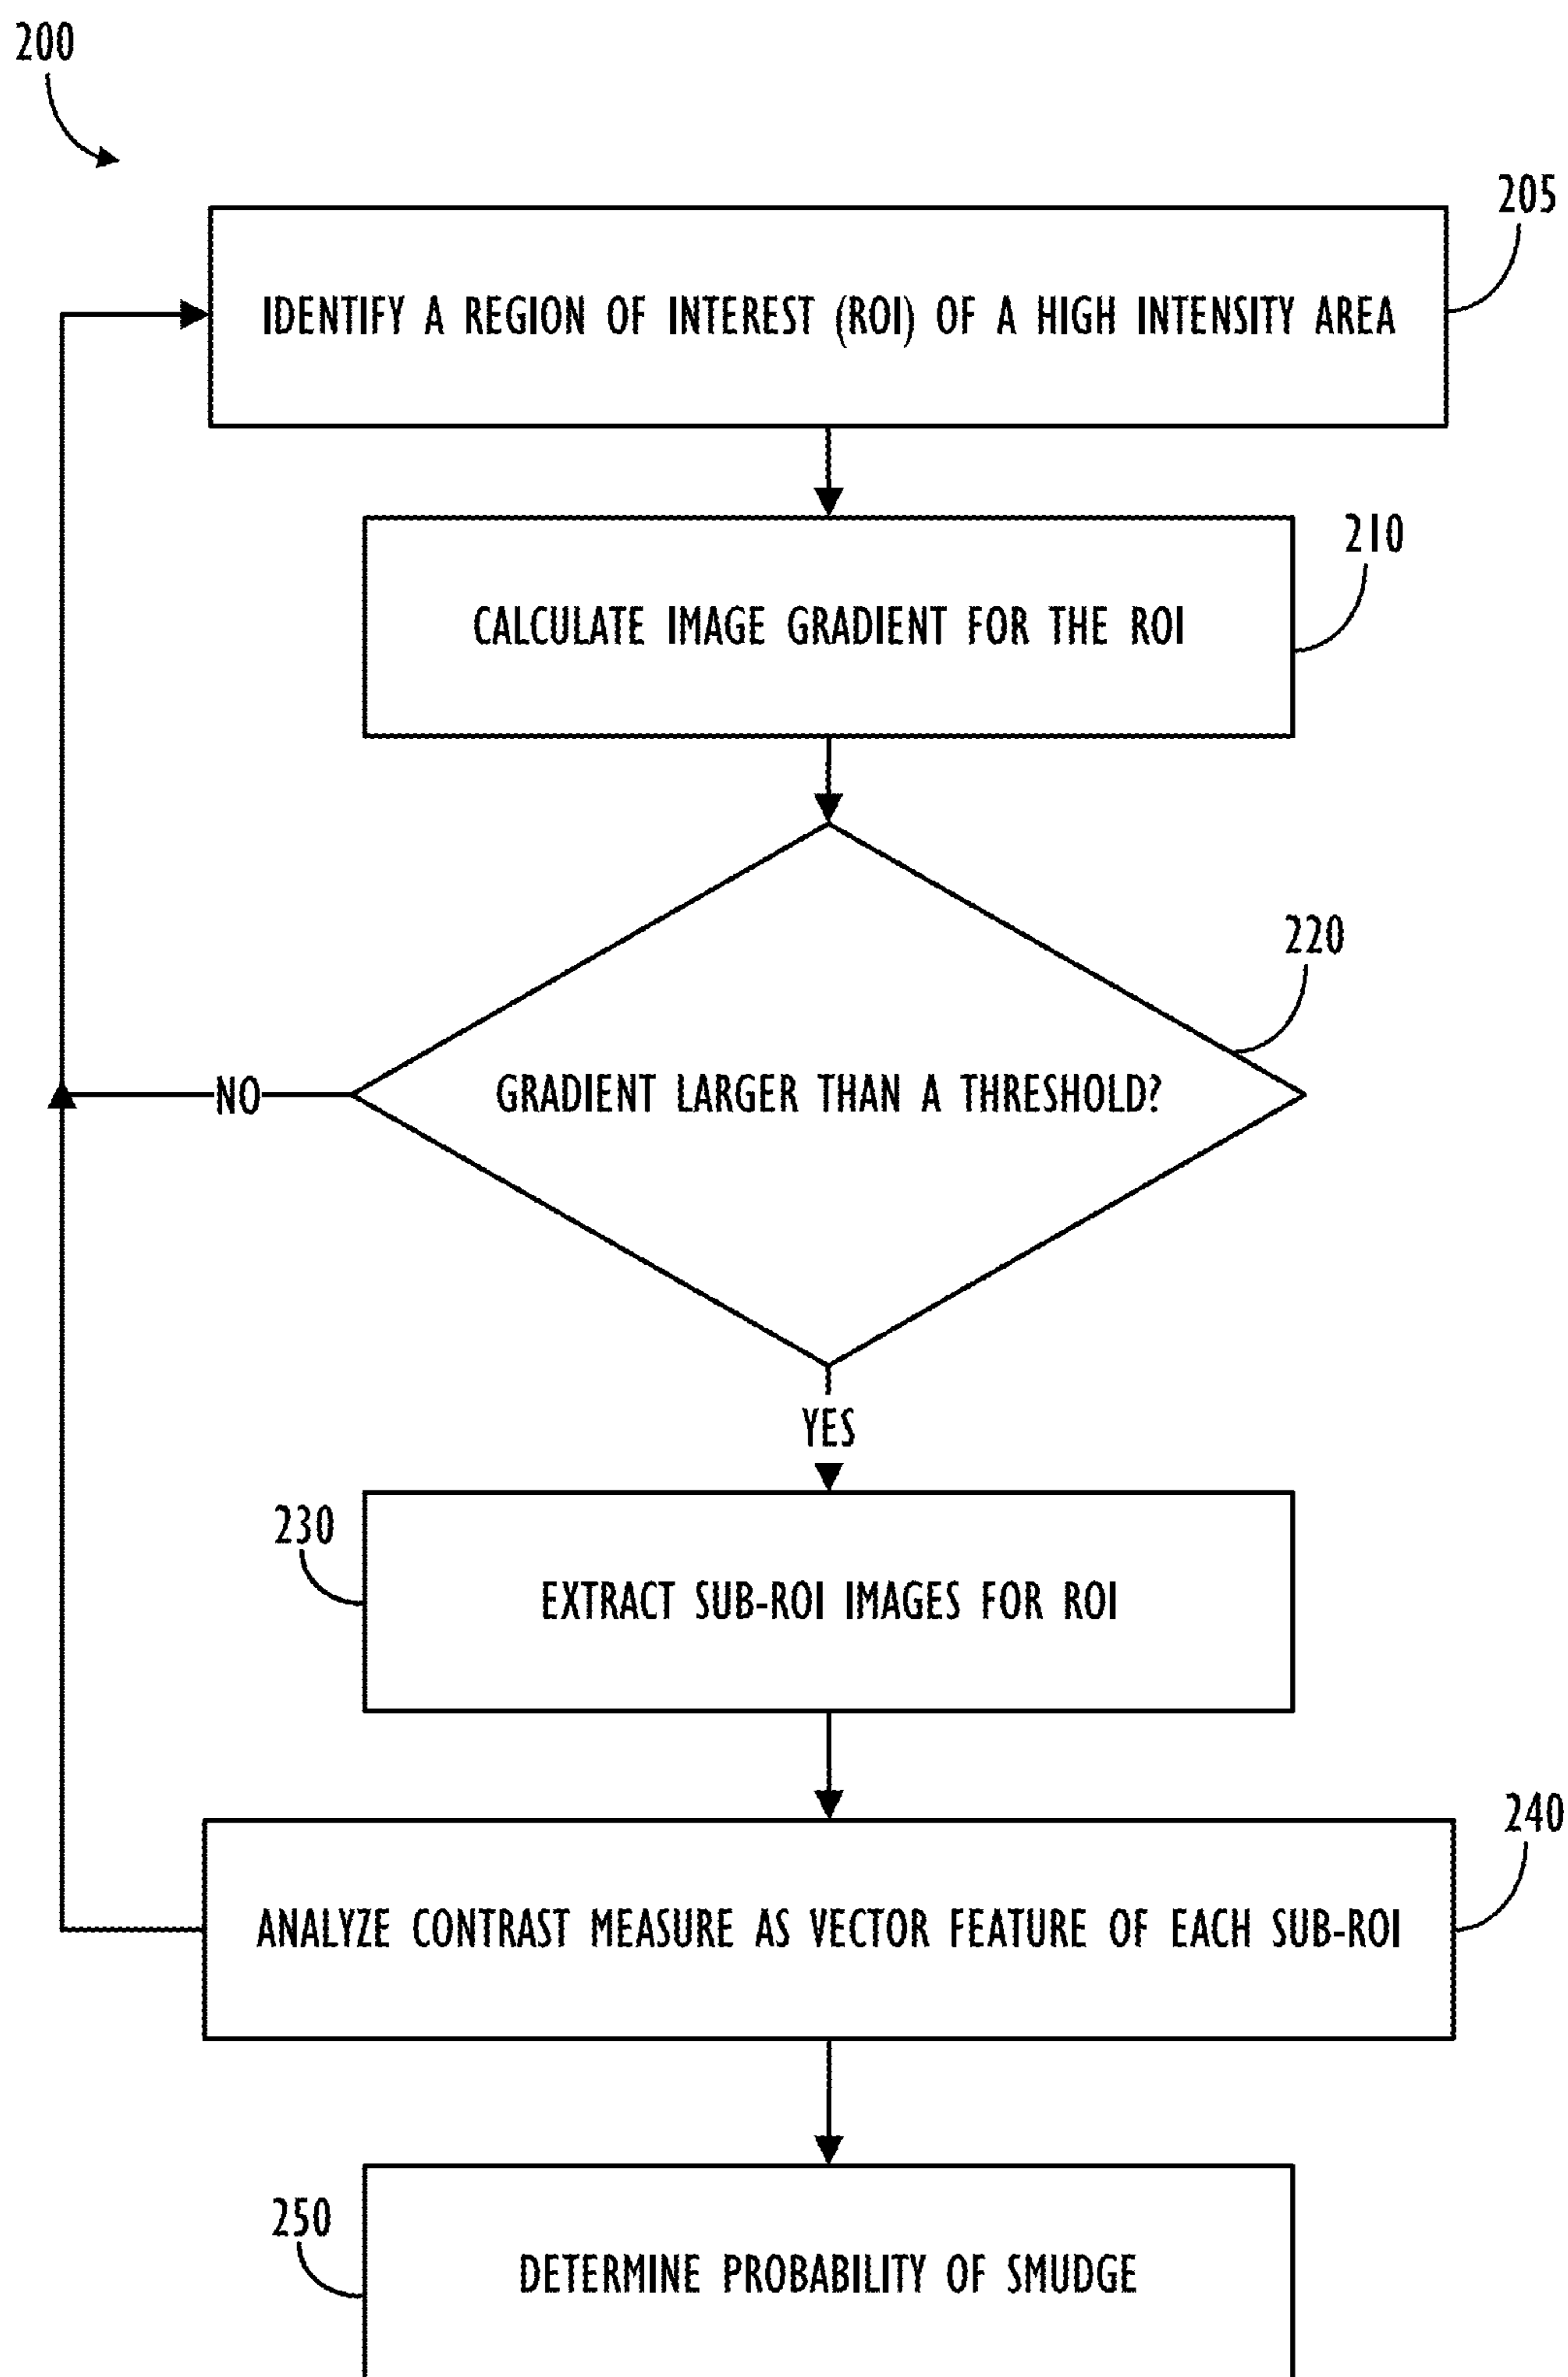 200
205
IDENTIFY A REGION OF INTEREST (ROI) OF A HIGH INTENSITY AREA
210
CALCULATE IMAGE GRADIENT FOR THE ROI
220
GRADIENT LARGER THAN A THRESHOLD?
NO
YES
230
EXTRACT SUB-ROI IMAGES FOR ROI
240
ANALYZE CONTRAST MEASURE AS VECTOR FEATURE OF EACH SUB-ROI
250
DETERMINE PROBABILITY OF SMUDGE